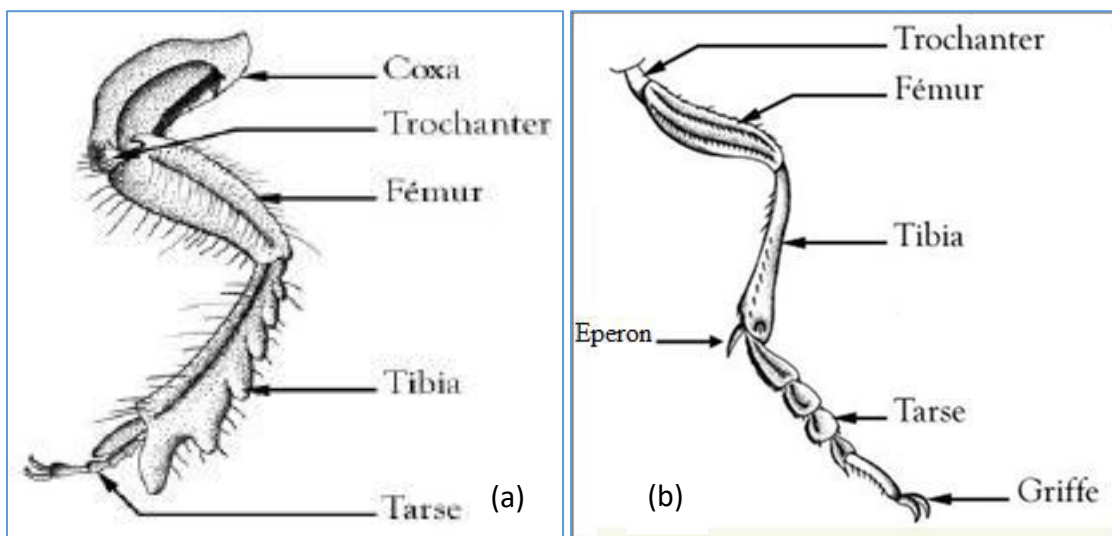 Coxa
Trochanter
Fémur
Tibia
Tarse
(a)
Trochanter
Fémur
Tibia
Eperon
Tarse
Griffe
(b)